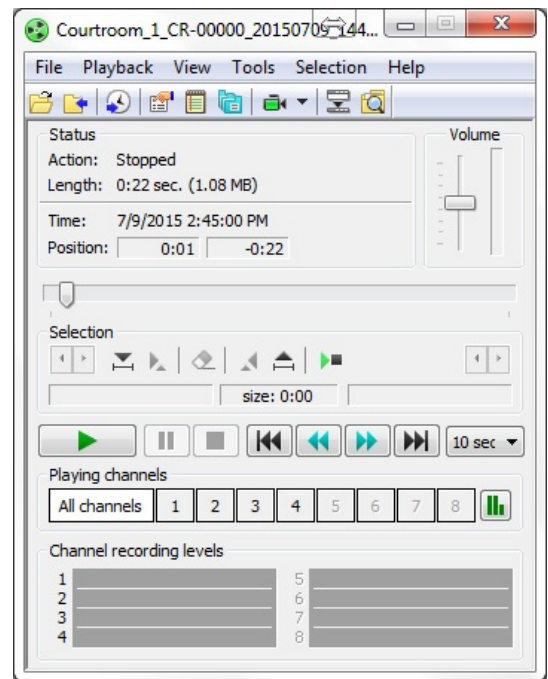 Courtroom_1_CR-00000_20150709_144...
File Playback View Tools Selection Help
Status
Action: Stopped
Length: 0:22 sec. (1.08 MB)
Time: 7/9/2015 2:45:00 PM
Position: 0:01 -0:22
Volume
Selection
size: 0:00
10 sec
Playing channels
All channels 1 2 3 4 5 6 7 8
Channel recording levels
1 5
2 6
3 7
4 8